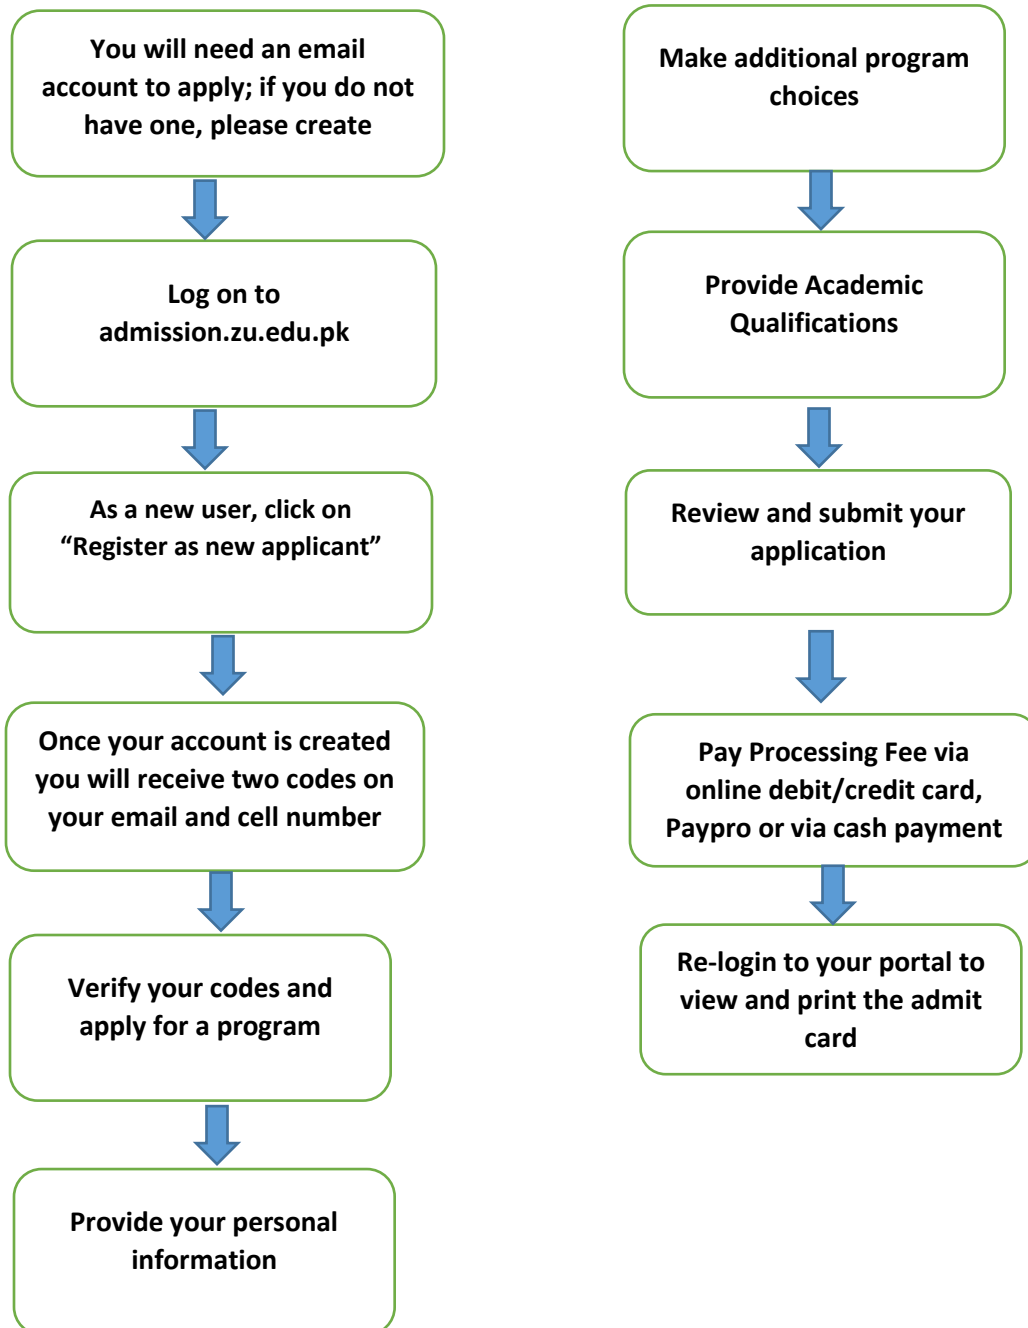 You will need an email
account to apply; if you do not
have one, please create
Log on to
admission.zu.edu.pk
As a new user, click on
“Register as new applicant”
Once your account is created
you will receive two codes on
your email and cell number
Verify your codes and
apply for a program
Provide your personal
information
Make additional program
choices
Provide Academic
Qualifications
Review and submit your
application
Pay Processing Fee via
online debit/credit card,
Paypro or via cash payment
Re-login to your portal to
view and print the admit
card